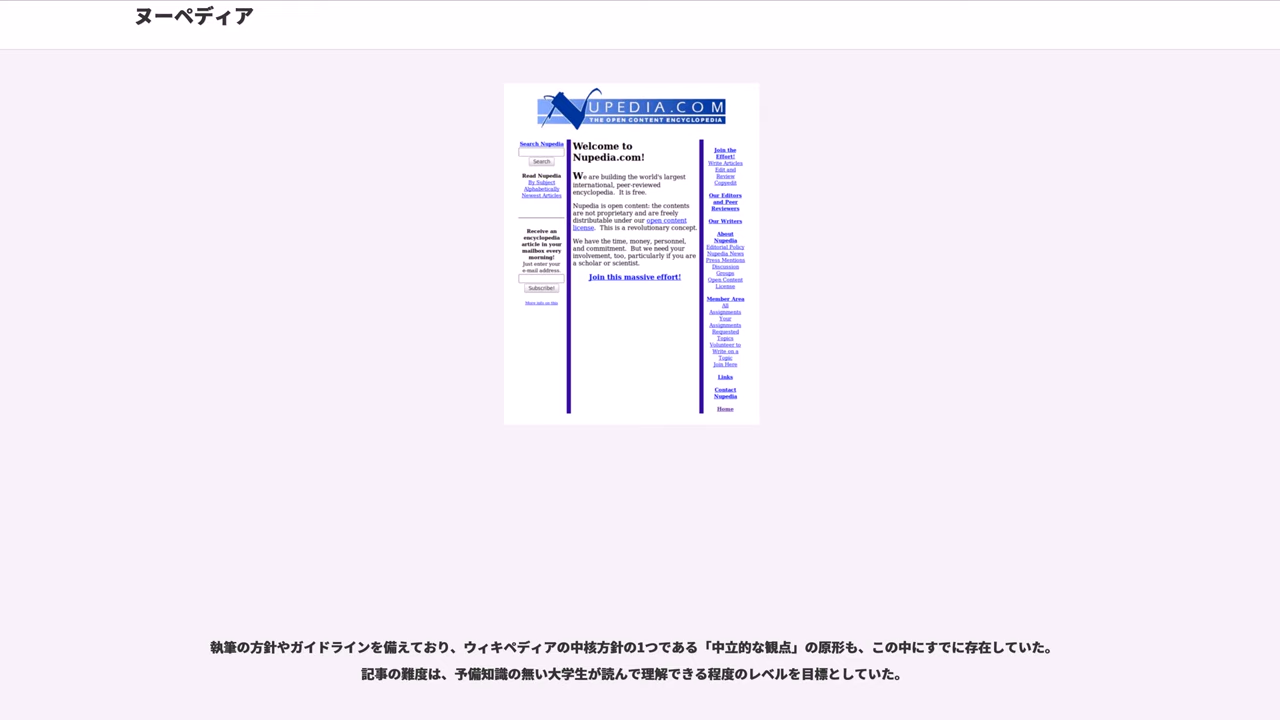 ヌーペディア
NUPEDIA.COM
THE OPEN CONTENT ENCYCLOPEDIA
Search Nupedia
Search
Read Nupedia
By Subject
Alphabetically
Newest Articles
Receive an
encyclopedia
article in your
mailbox every
morning!
Just enter your
e-mail address.
Subscribe!
More info on this
Welcome to
Nupedia.com!
We are building the world's largest
international, peer-reviewed
encyclopedia. It is free.
Nupedia is open content: the contents
are not proprietary and are freely
distributable under our open content
license. This is a revolutionary concept.
We have the time, money, personnel,
and commitment. But we need your
involvement, too, particularly if you are
a scholar or scientist.
Join this massive effort!
Join the
Effort!
Write Articles
Edit and
Review
Copyedit
Our Editors
and Peer
Reviewers
Our Writers
About
Nupedia
Editorial Policy
Nupedia News
Press Mentions
Discussion
Groups
Open Content
License
Member Area
All
Assignments
Your
Assignments
Requested
Topics
Volunteer to
Write on a
Topic
Join Here
Links
Contact
Nupedia
Home
執筆の方針やガイドラインを備えており、ウィキペディアの中核方針の1つである「中立的な観点」の原形も、この中にすでに存在していた。
記事の難度は、予備知識の無い大学生が読んで理解できる程度のレベルを目標としていた。